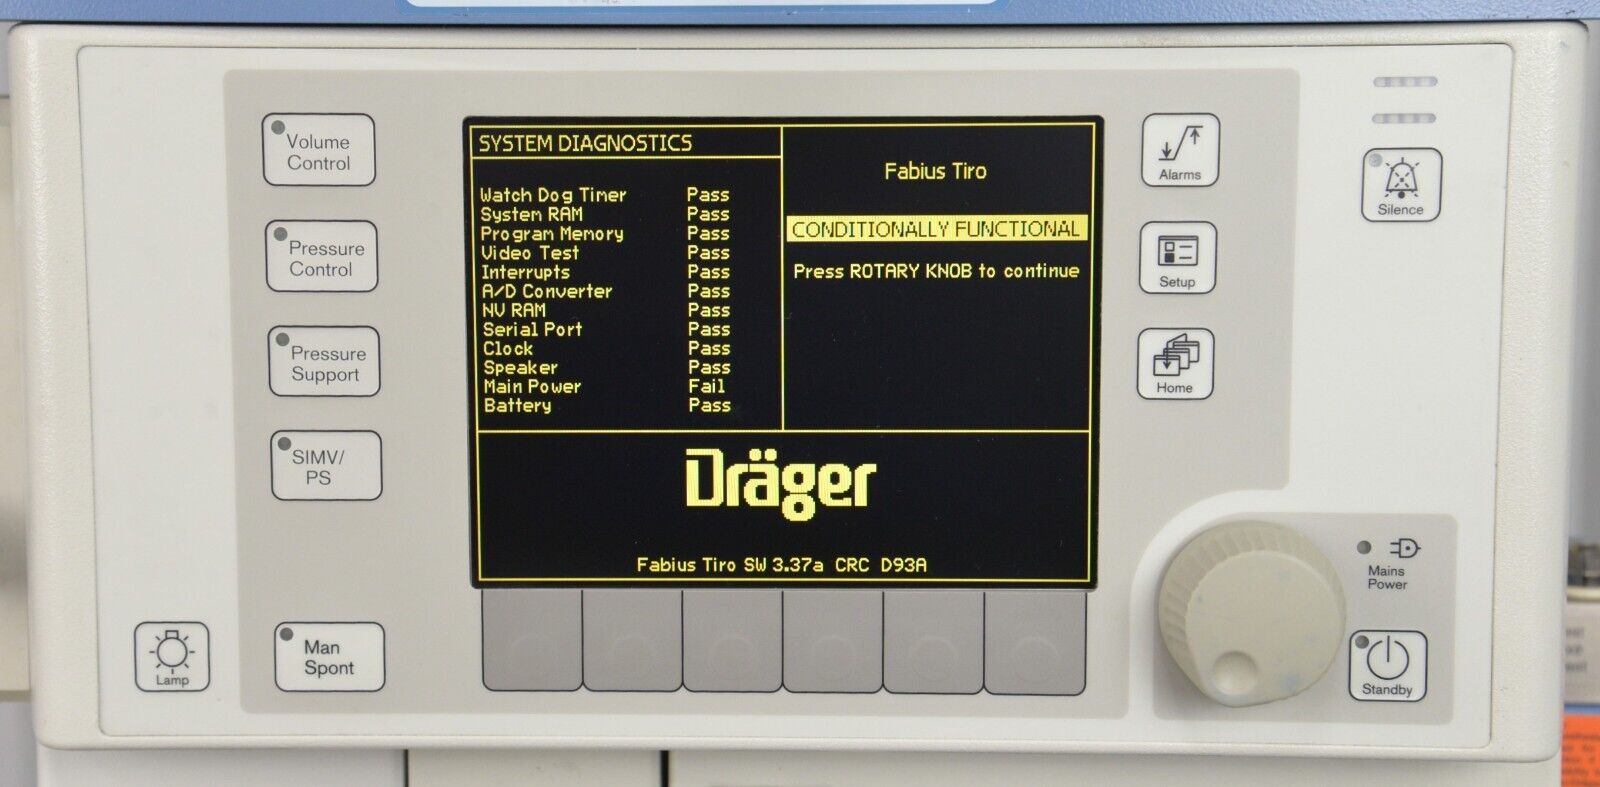 Volume
Control
Pressure
Control
Pressure
Support
SIMV/
PS
Man
Spont
Lamp
SYSTEM DIAGNOSTICS
Watch Dog Timer Pass
System RAM Pass
Program Memory Pass
Video Test Pass
Interrupts Pass
A/D Converter Pass
NV RAM Pass
Serial Port Pass
Clock Pass
Speaker Pass
Main Power Fail
Battery Pass
Fabius Tiro
CONDITIONALLY FUNCTIONAL
Press ROTARY KNOB to continue
Dräger
Fabius Tiro SW 3.37a CRC D93A
Alarms
Setup
Home
Silence
Mains
Power
Standby